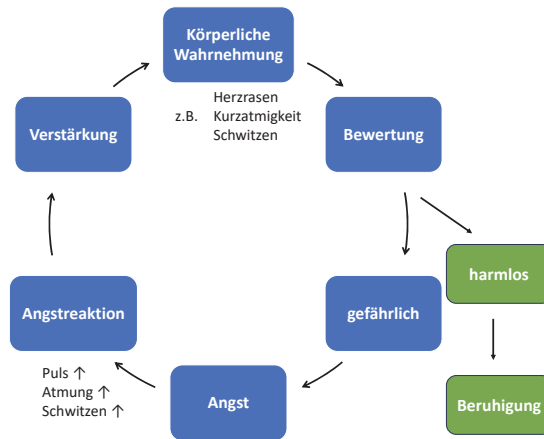 Körperliche
Wahrnehmung
Herzrasen
z.B. Kurzatmigkeit
Schwitzen
Verstärkung
Bewertung
harmlos
Angstreaktion
gefährlich
Puls ↑
Atmung ↑
Schwitzen ↑
Angst
Beruhigung